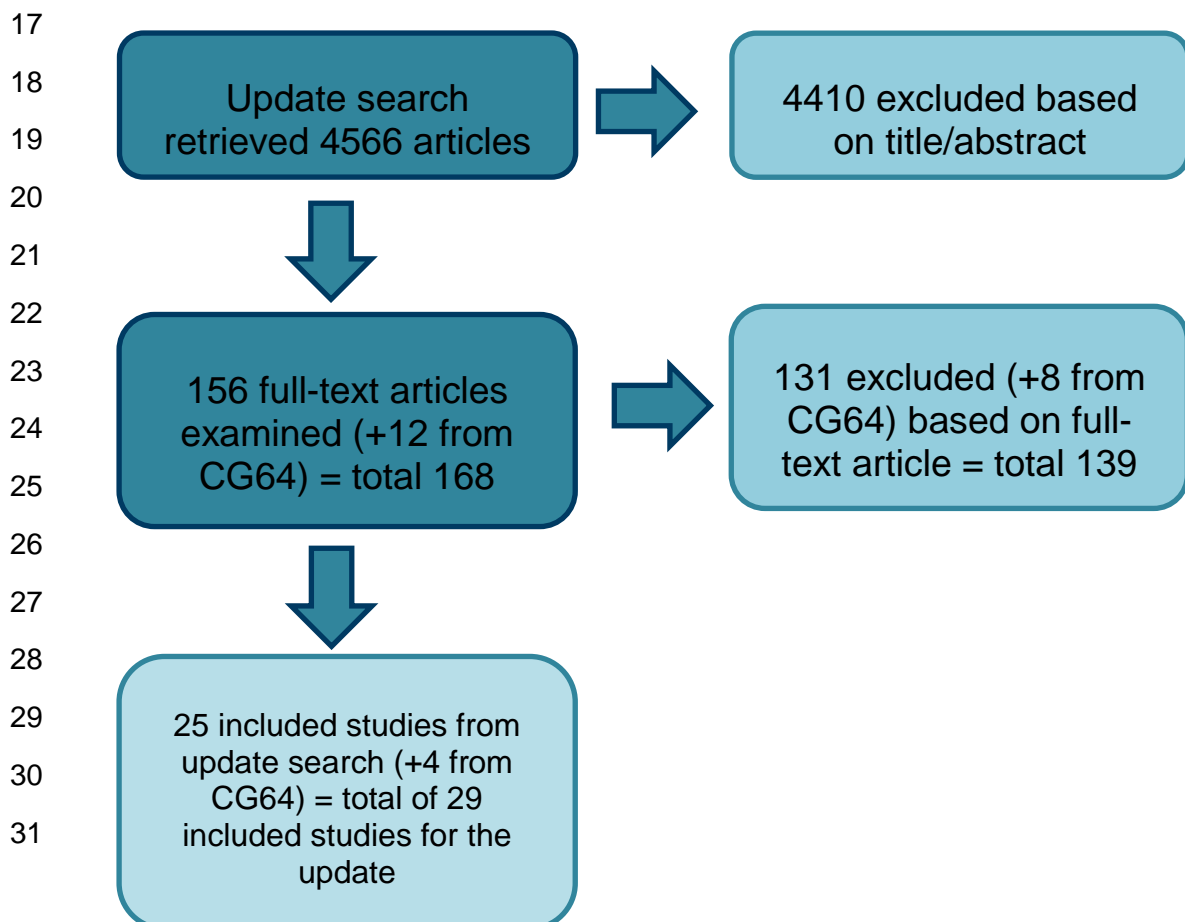 17
18
19
20
21
22
23
24
25
26
27
28
29
30
31
Update search
retrieved 4566 articles
4410 excluded based
on title/abstract
156 full-text articles
examined (+12 from
CG64) = total 168
131 excluded (+8 from
CG64) based on full-
text article = total 139
25 included studies from
update search (+4 from
CG64) = total of 29
included studies for the
update